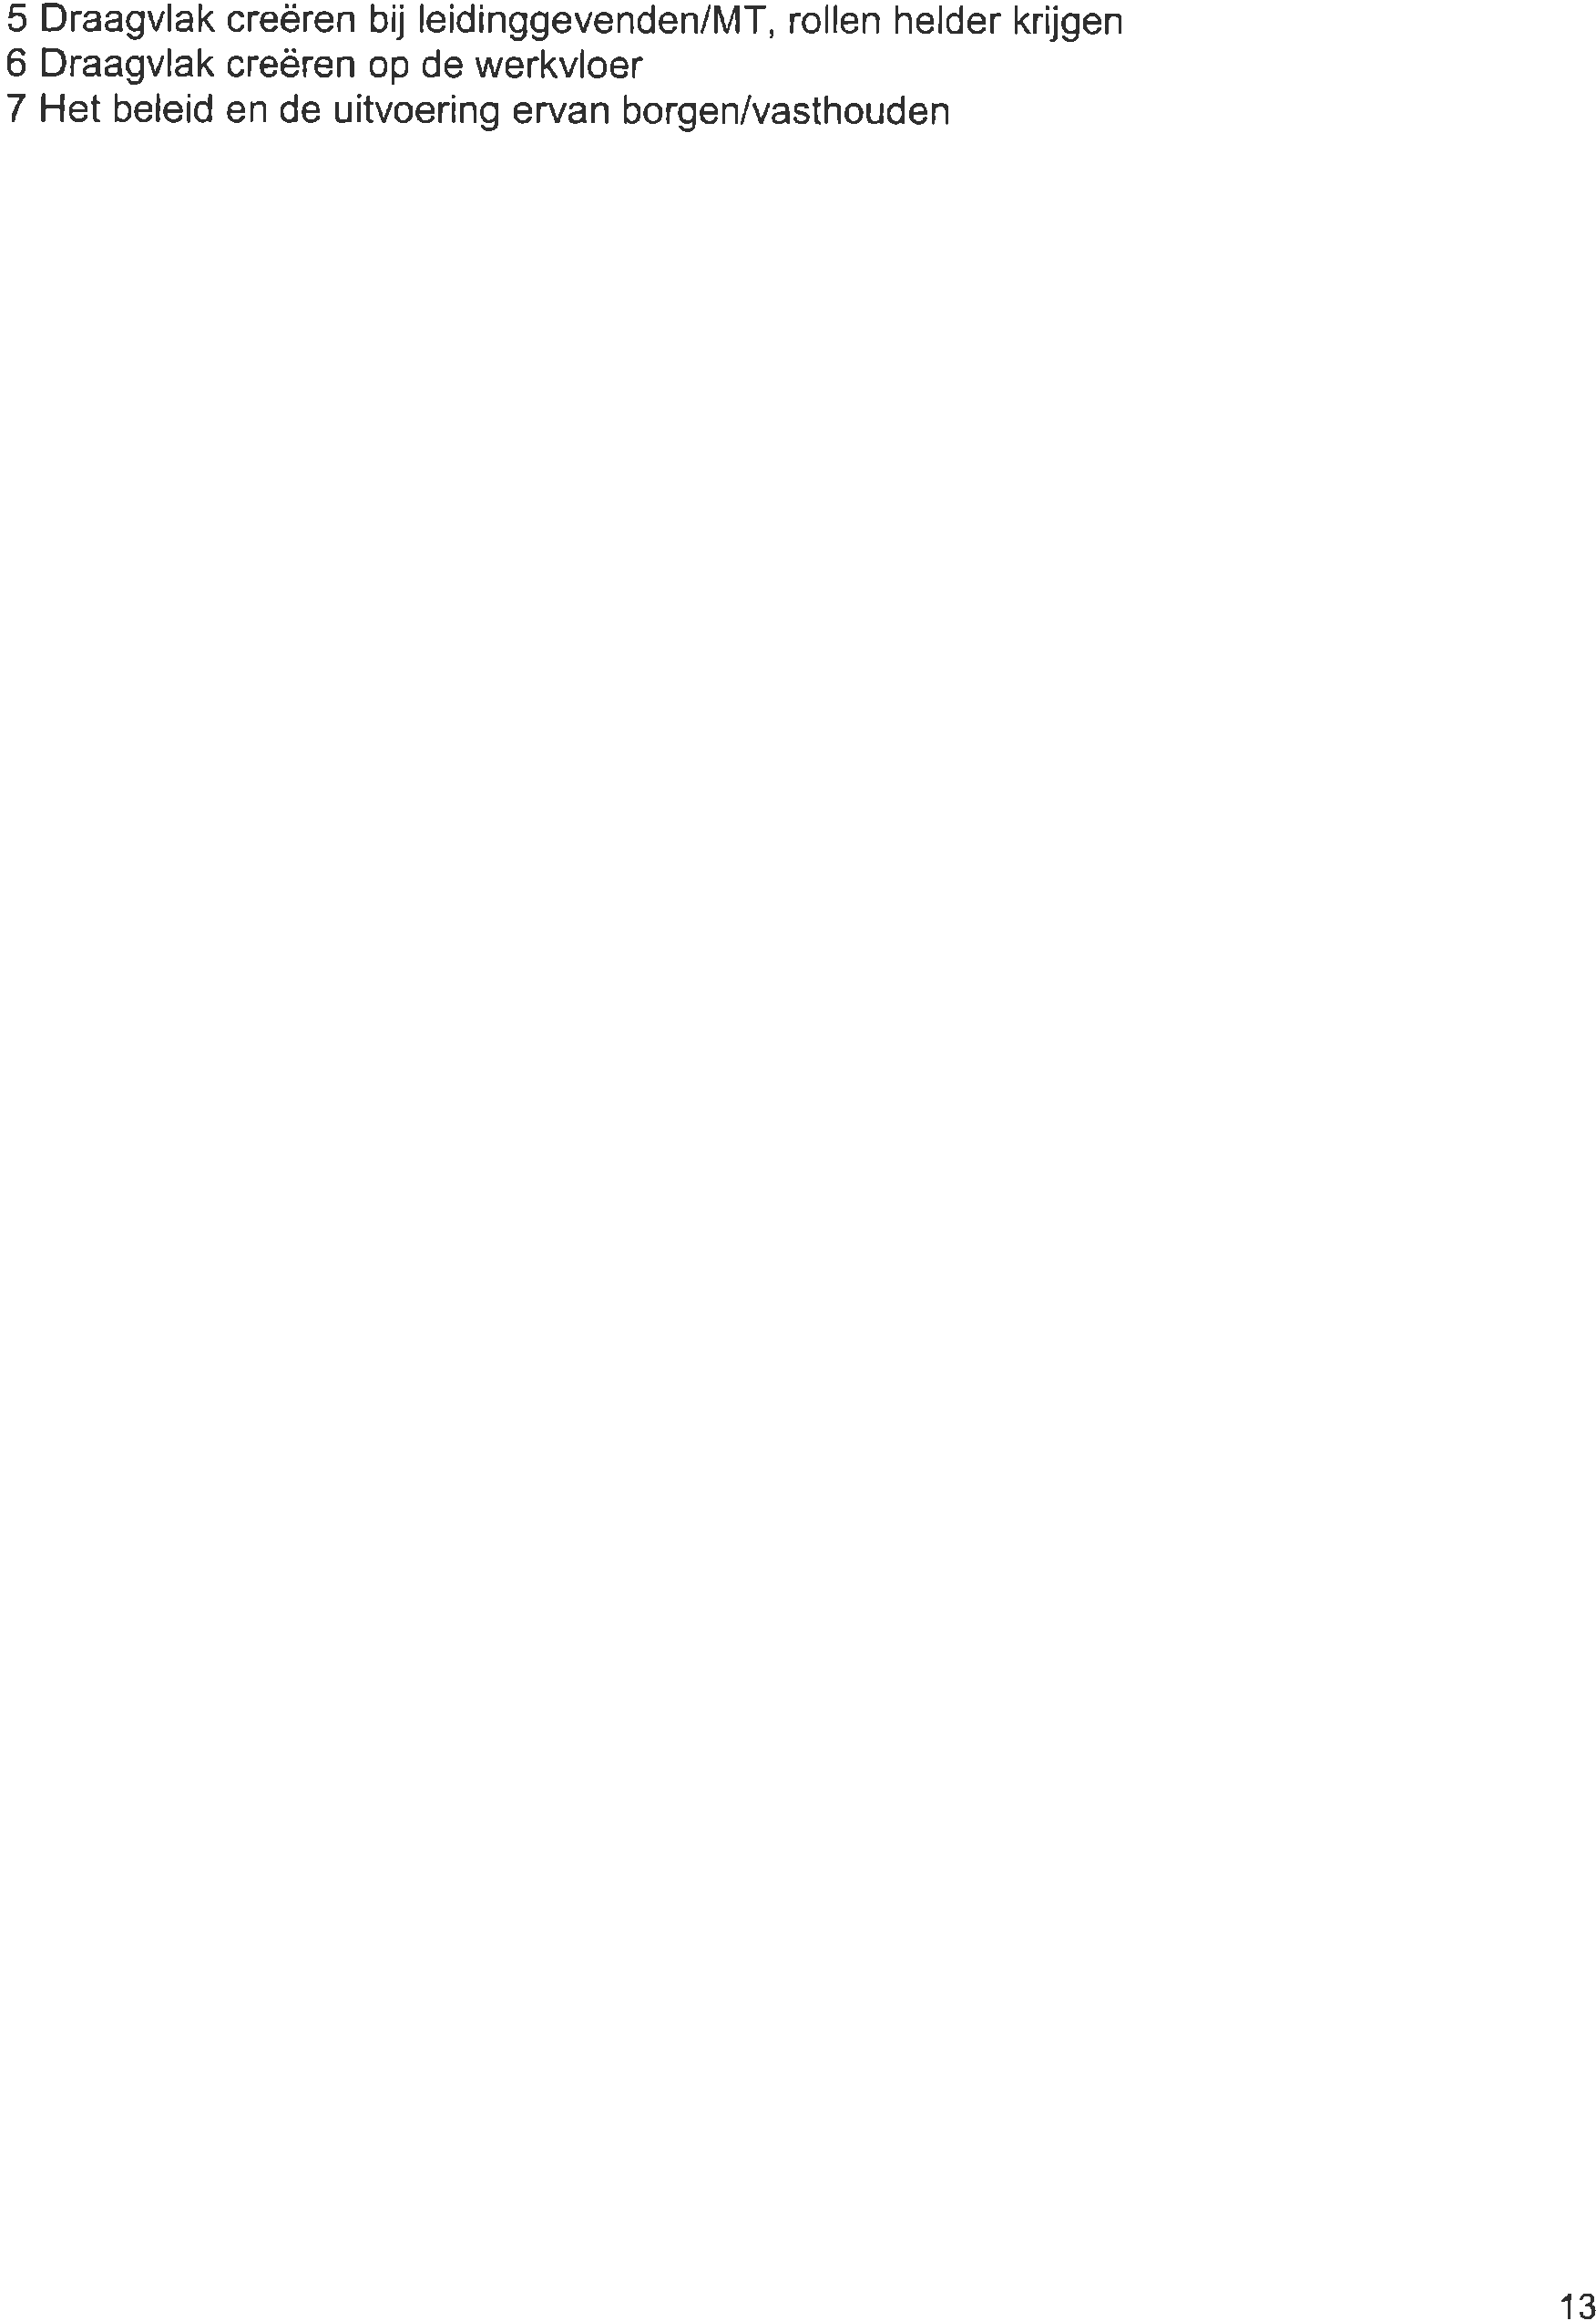 5 Draagvlak creëren bij leidinggevenden/MT, rollen helder krijgen
6 Draagvlak creëren op de werkvloer
7 Het beleid en de uitvoering ervan borgen/vasthouden
13